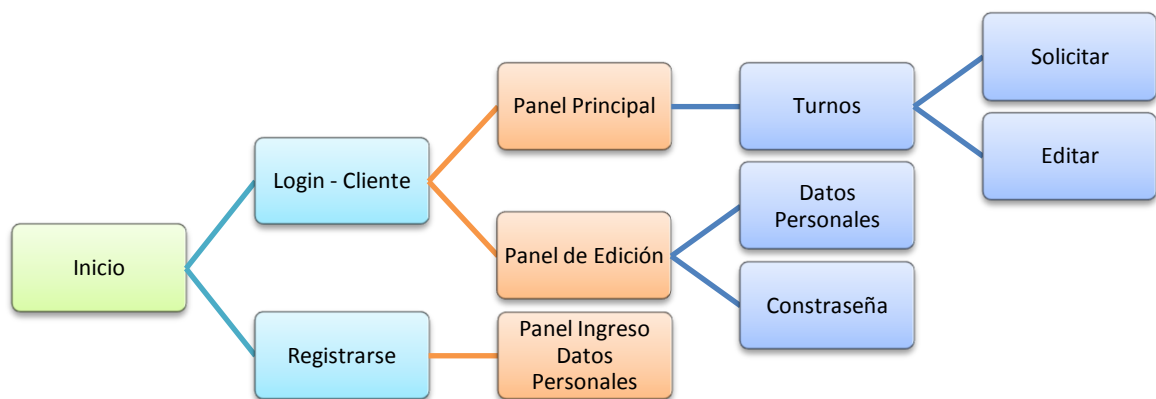 Inicio
Login - Cliente
Registrarse
Panel Principal
Panel de Edición
Panel Ingreso
Datos
Personales
Turnos
Datos
Personales
Constraseña
Solicitar
Editar